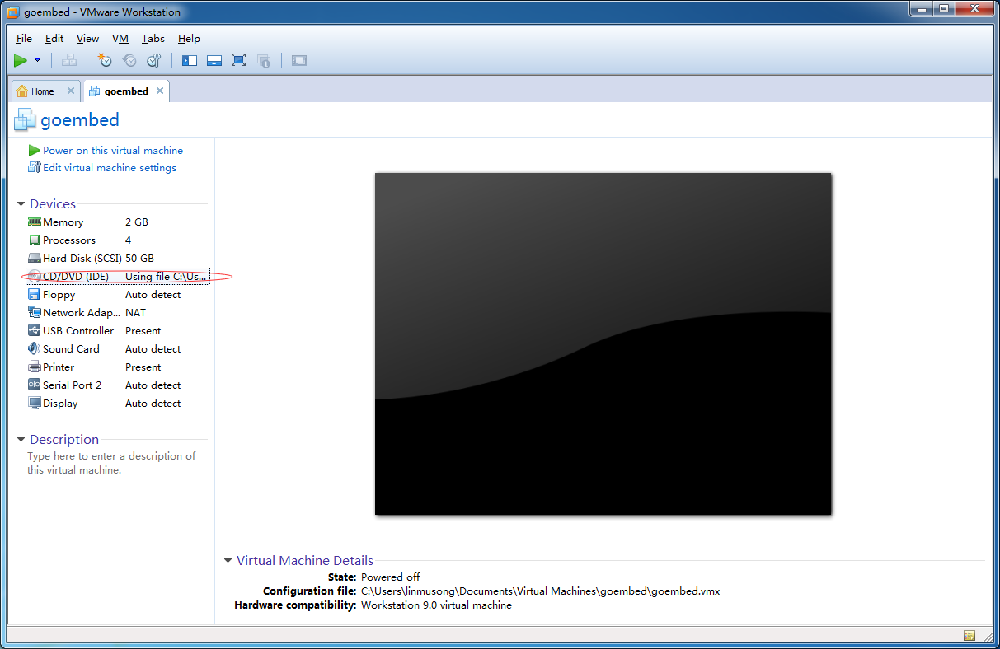 goembed - VMware Workstation
File Edit View VM Tabs Help
Home goembed
goembed
Power on this virtual machine
Edit virtual machine settings
Devices
Memory 2 GB
Processors 4
Hard Disk (SCSI) 50 GB
CD/DVD (IDE) Using file C:\Us...
Floppy Auto detect
Network Adap... NAT
USB Controller Present
Sound Card Auto detect
Printer Present
Serial Port 2 Auto detect
Display Auto detect
Description
Type here to enter a description of
this virtual machine.
Virtual Machine Details
State: Powered off
Configuration file: C:\Users\linmusong\Documents\Virtual Machines\goembed\goembed.vmx
Hardware compatibility: Workstation 9.0 virtual machine